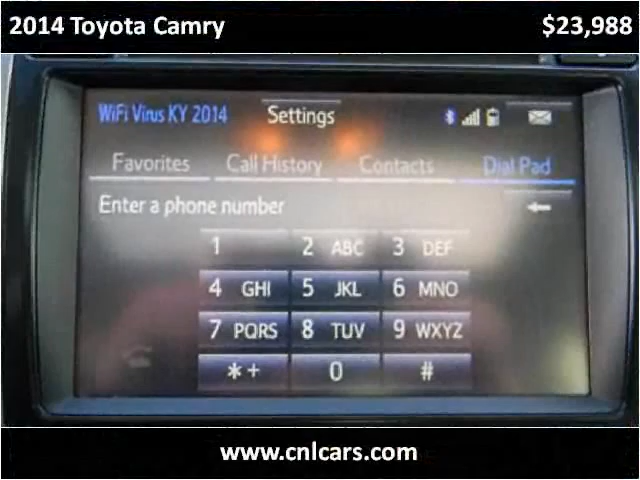 2014 Toyota Camry $23,988
WiFi Virus KY 2014 Settings
Favorites Call History Contacts Dial Pad
Enter a phone number
1 2 ABC 3 DEF
4 GHI 5 JKL 6 MNO
7 PQRS 8 TUV 9 WXYZ
*+ 0 #
www.cnlcars.com